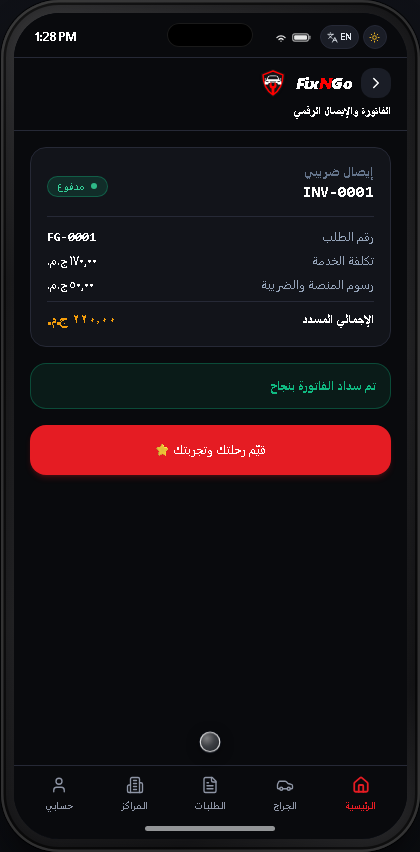 1:28 PM
EN
FixNGo
الفاتورة والإيصال الرقمي
إيصال ضريبي
INV-0001
مدفوع
رقم الطلب
FG-0001
تكلفة الخدمة
١٧٠٫٠٠ ج.م.
رسوم المنصة والضريبة
٥٠٫٠٠ ج.م.
الإجمالي المسدد
٢٢٠٫٠٠ ج.م.
تم سداد الفاتورة بنجاح
قيّم رحلتك وتجربتك
الرئيسية
الجراج
الطلبات
المراكز
حسابي